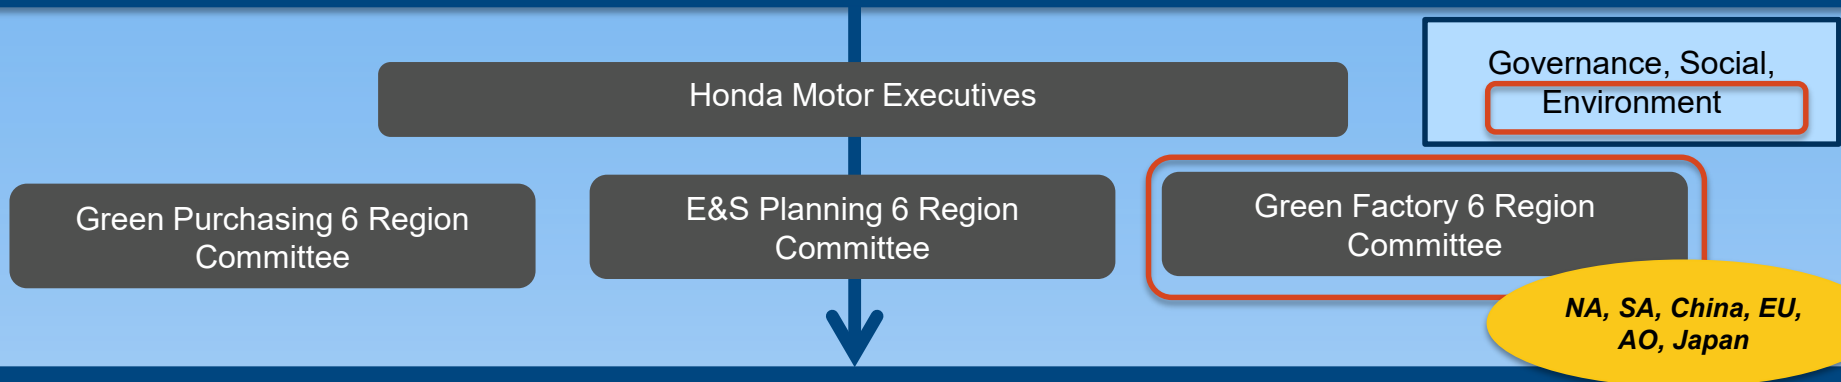 Honda Motor Executives
Governance, Social,
Environment
Green Purchasing 6 Region
Committee
E&S Planning 6 Region
Committee
Green Factory 6 Region
Committee
NA, SA, China, EU,
AO, Japan